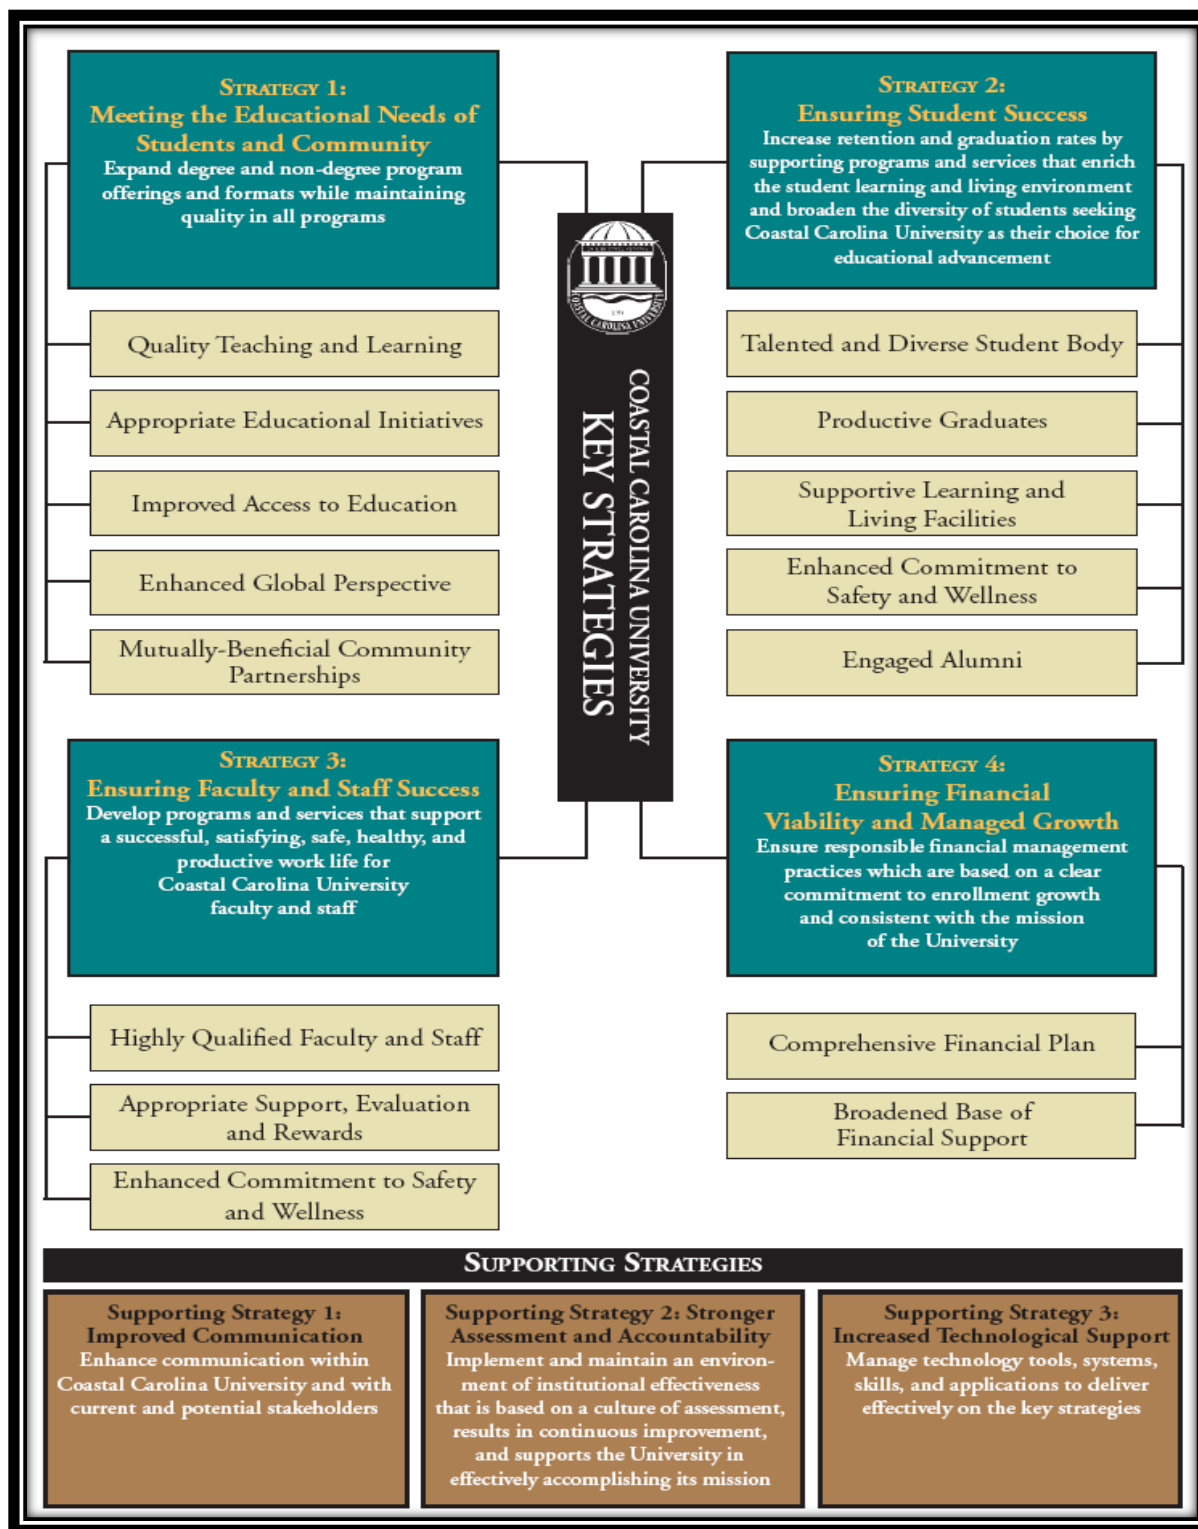 STRATEGY 1:
Meeting the Educational Needs of
Students and Community
Expand degree and non-degree program
offerings and formats while maintaining
quality in all programs
Quality Teaching and Learning
Appropriate Educational Initiatives
Improved Access to Education
Enhanced Global Perspective
Mutually-Beneficial Community
Partnerships
STRATEGY 2:
Ensuring Student Success
Increase retention and graduation rates by
supporting programs and services that enrich
the student learning and living environment
and broaden the diversity of students seeking
Coastal Carolina University as their choice for
educational advancement
Talented and Diverse Student Body
Productive Graduates
Supportive Learning and
Living Facilities
Enhanced Commitment to
Safety and Wellness
Engaged Alumni
COASTAL CAROLINA UNIVERSITY
COASTAL CAROLINA UNIVERSITY
KEY STRATEGIES
STRATEGY 3:
Ensuring Faculty and Staff Success
Develop programs and services that support
a successful, satisfying, safe, healthy, and
productive work life for
Coastal Carolina University
faculty and staff
Highly Qualified Faculty and Staff
Appropriate Support, Evaluation
and Rewards
Enhanced Commitment to Safety
and Wellness
STRATEGY 4:
Ensuring Financial
Viability and Managed Growth
Ensure responsible financial management
practices which are based on a clear
commitment to enrollment growth
and consistent with the mission
of the University
Comprehensive Financial Plan
Broadened Base of
Financial Support
SUPPORTING STRATEGIES
Supporting Strategy 1:
Improved Communication
Enhance communication within
Coastal Carolina University and with
current and potential stakeholders
Supporting Strategy 2: Stronger
Assessment and Accountability
Implement and maintain an environ-
ment of institutional effectiveness
that is based on a culture of assessment,
results in continuous improvement,
and supports the University in
effectively accomplishing its mission
Supporting Strategy 3:
Increased Technological Support
Manage technology tools, systems,
skills, and applications to deliver
effectively on the key strategies